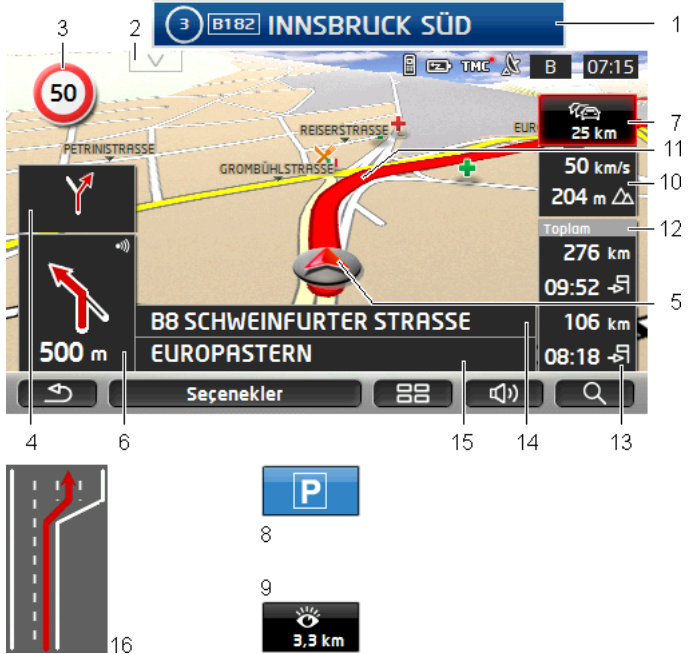 3 B182 INNSBRUCK SÜD
1
3
2
TMC B 07:15
50
REISERSTRASSE
EUR
25 km
7
PETRINISTRASSE
11
GROMBÜHLSTRASSE
50 km/s
204 m
10
Toplam
12
276 km
09:52
5
B8 SCHWEINFURTER STRASSE
106 km
500 m
EUROPASTERN
08:18
Seçenekler
4
6
15
14
13
P
8
9
3,3 km
16